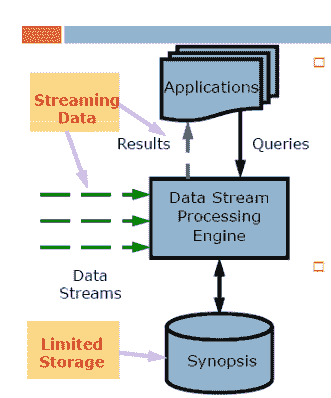 Applications
Streaming
Data
Results
Queries
Data Stream
Processing
Engine
Data
Streams
Limited
Storage
Synopsis